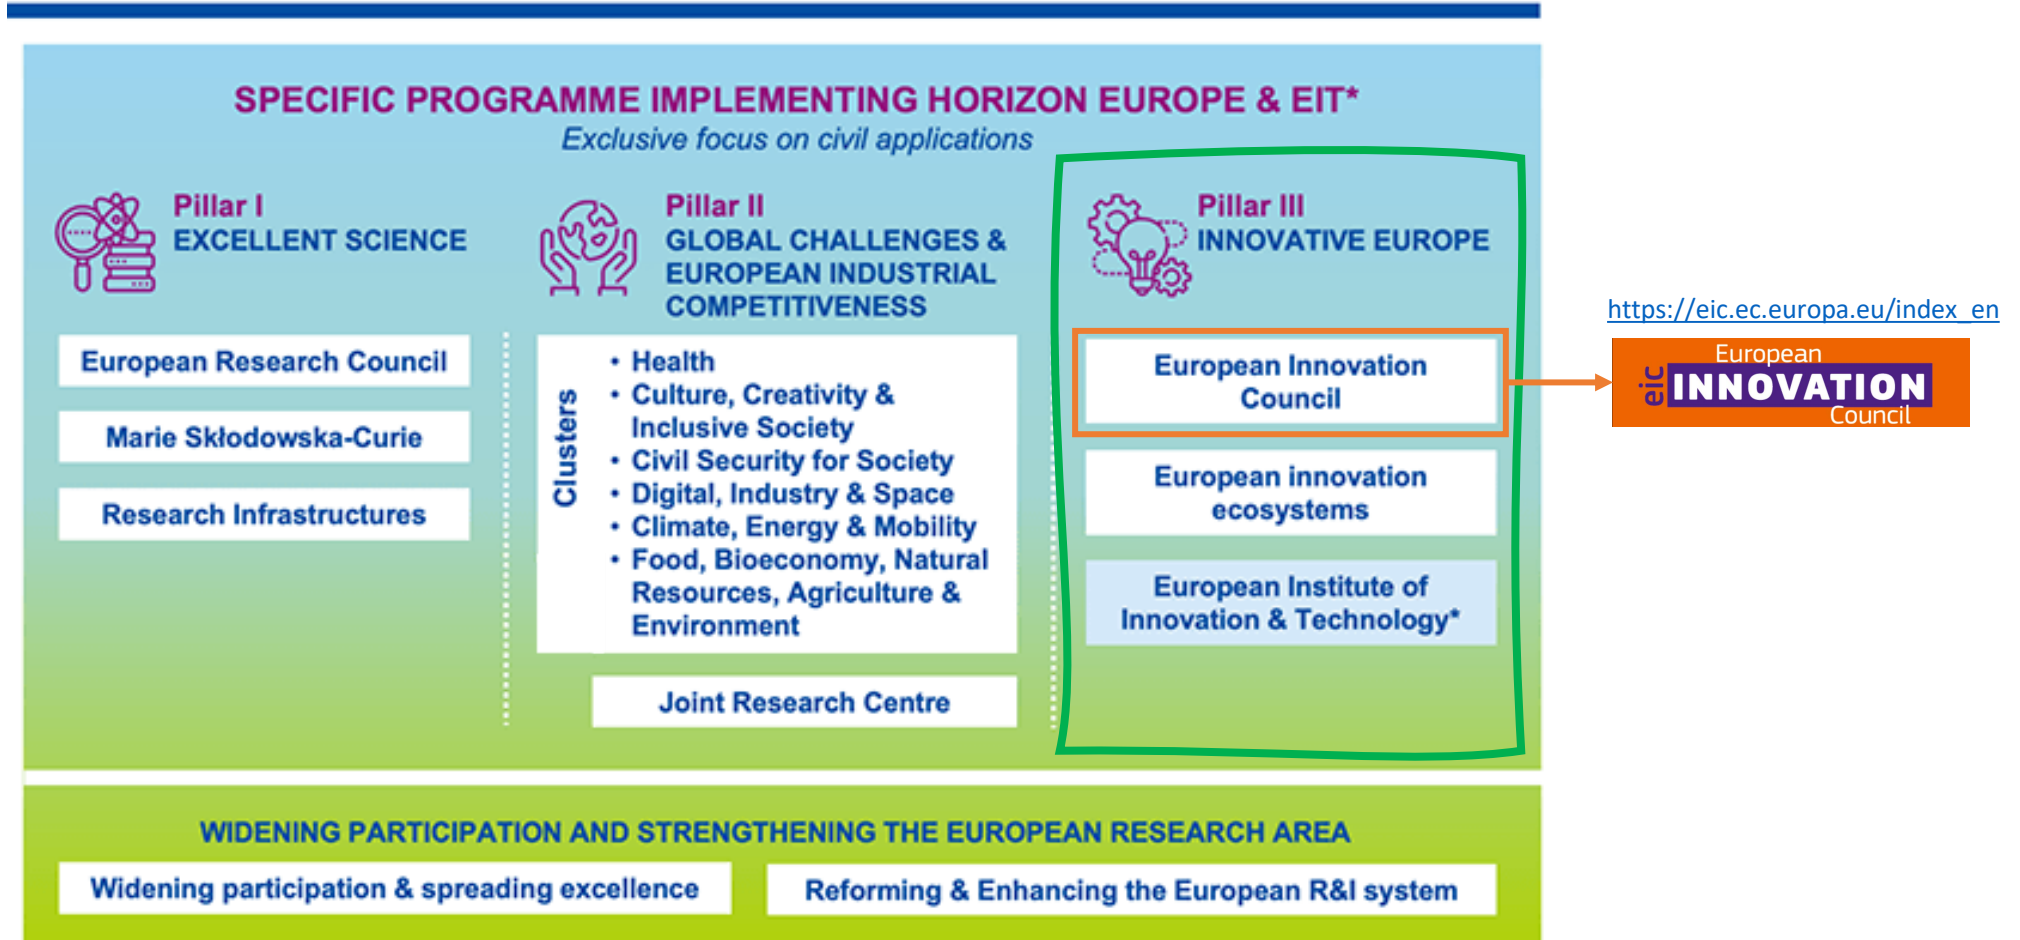 SPECIFIC PROGRAMME IMPLEMENTING HORIZON EUROPE & EIT*
Exclusive focus on civil applications
Pillar I
EXCELLENT SCIENCE
European Research Council
Marie Skłodowska-Curie
Research Infrastructures
Pillar II
GLOBAL CHALLENGES &
EUROPEAN INDUSTRIAL
COMPETITIVENESS
Clusters
• Health
• Culture, Creativity &
Inclusive Society
• Civil Security for Society
• Digital, Industry & Space
• Climate, Energy & Mobility
• Food, Bioeconomy, Natural
Resources, Agriculture &
Environment
Joint Research Centre
Pillar III
INNOVATIVE EUROPE
European Innovation
Council
European innovation
ecosystems
European Institute of
Innovation & Technology*
https://eic.ec.europa.eu/index_en
eic
European
INNOVATION
Council
WIDENING PARTICIPATION AND STRENGTHENING THE EUROPEAN RESEARCH AREA
Widening participation & spreading excellence
Reforming & Enhancing the European R&I system